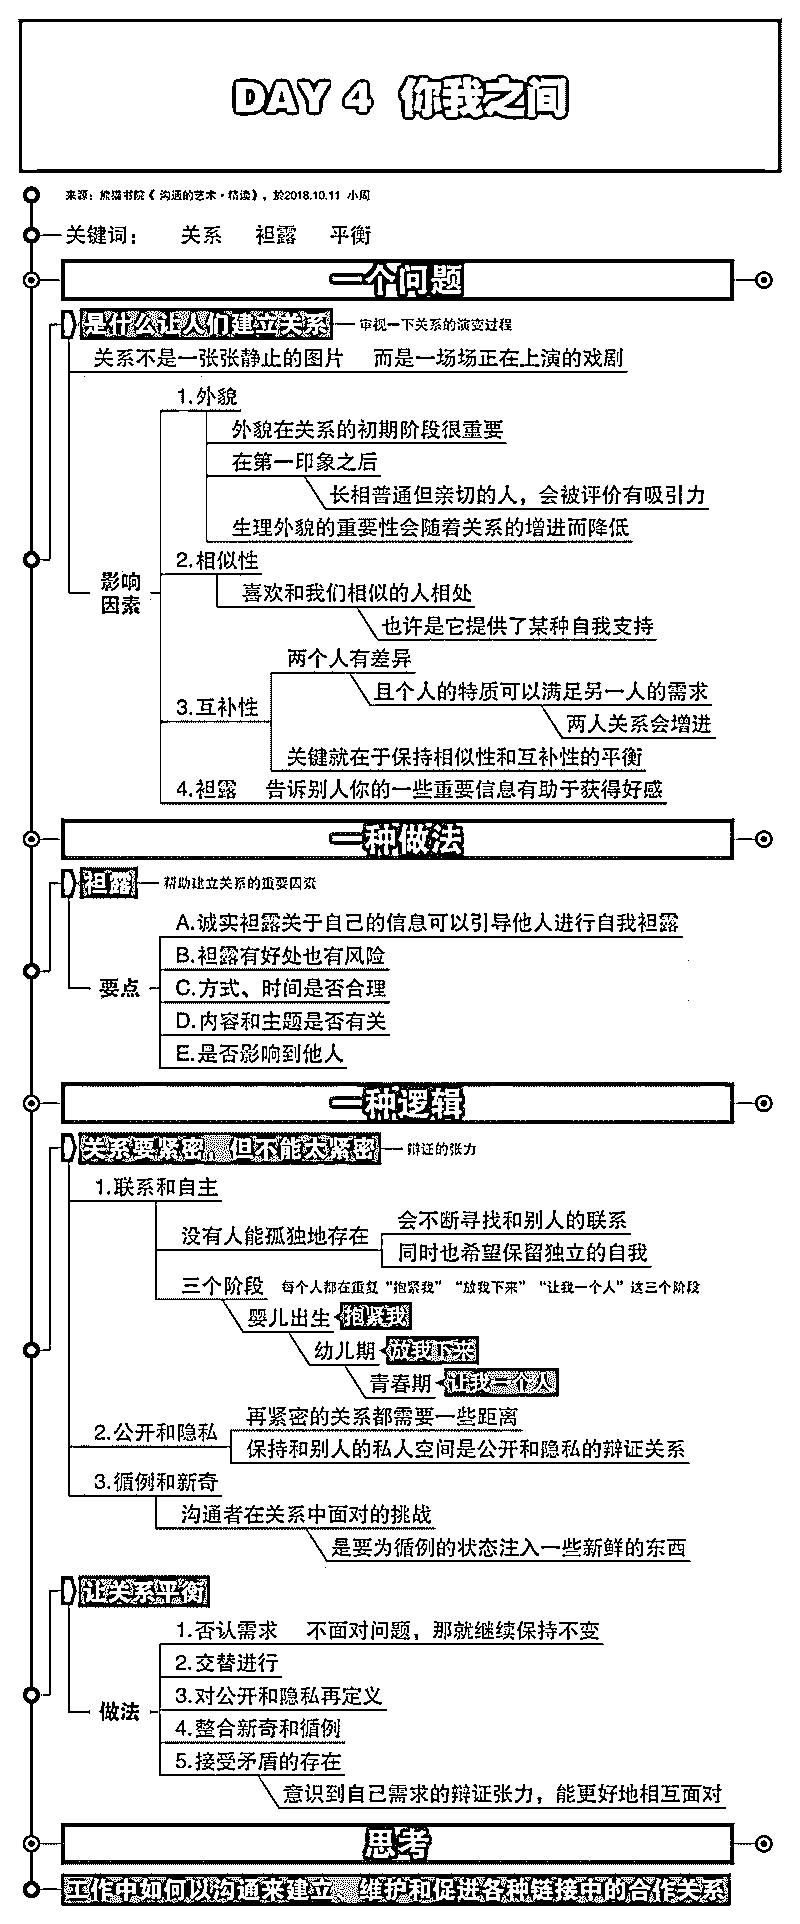 DAY 4 你我之间
来源：熊猫书院《 沟通的艺术·精读》，於2018.10.11 小周
关键词： 关系 袒露 平衡
一个问题
是什么让人们建立关系 审视一下关系的演变过程
关系不是一张张静止的图片 而是一场场正在上演的戏剧
影响
因素
1.外貌
外貌在关系的初期阶段很重要
在第一印象之后
长相普通但亲切的人，会被评价有吸引力
生理外貌的重要性会随着关系的增进而降低
2.相似性
喜欢和我们相似的人相处
也许是它提供了某种自我支持
3.互补性
两个人有差异
且个人的特质可以满足另一人的需求
两人关系会增进
关键就在于保持相似性和互补性的平衡
4.袒露 告诉别人你的一些重要信息有助于获得好感
一种做法
袒露 帮助建立关系的重要因素
要点
A.诚实袒露关于自己的信息可以引导他人进行自我袒露
B.袒露有好处也有风险
C.方式、时间是否合理
D.内容和主题是否有关
E.是否影响到他人
一种逻辑
关系要紧密，但不能太紧密 辩证的张力
1.联系和自主
没有人能孤独地存在
会不断寻找和别人的联系
同时也希望保留独立的自我
三个阶段 每个人都在重复“抱紧我”“放我下来”“让我一个人”这三个阶段
婴儿出生 抱紧我
幼儿期 放我下来
青春期 让我一个人
2.公开和隐私
再紧密的关系都需要一些距离
保持和别人的私人空间是公开和隐私的辩证关系
3.循例和新奇
沟通者在关系中面对的挑战
是要为循例的状态注入一些新鲜的东西
让关系平衡
做法
1.否认需求 不面对问题，那就继续保持不变
2.交替进行
3.对公开和隐私再定义
4.整合新奇和循例
5.接受矛盾的存在
意识到自己需求的辩证张力，能更好地相互面对
思考
工作中如何以沟通来建立、维护和促进各种链接中的合作关系